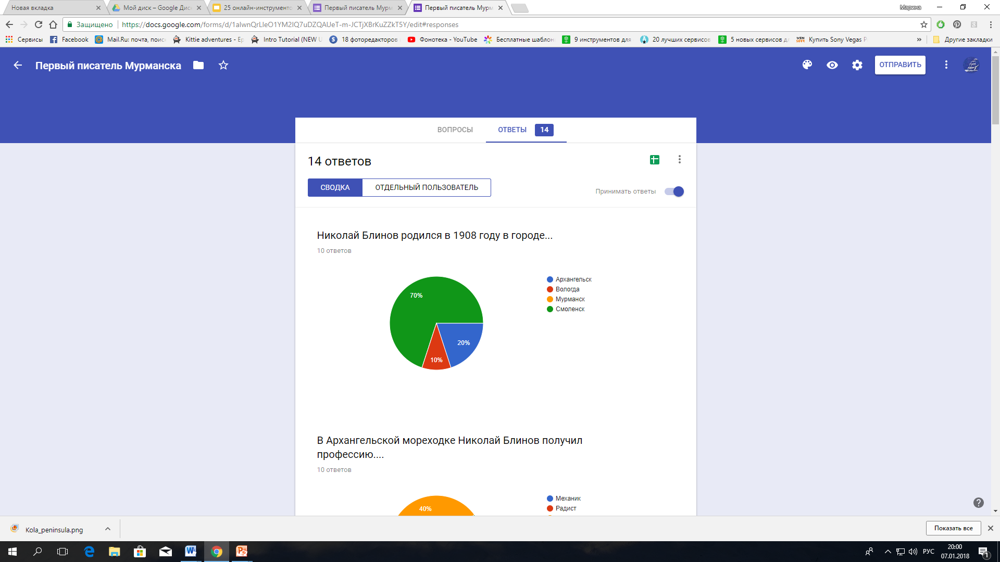 Новая вкладка
Мой диск – Google Дис
25 онлайн-инструменто
Первый писатель Мурм
Первый писатель Мурм
Марина
Защищено
https://docs.google.com/forms/d/1alwnQrLleO1YM2lQ7uDZQAUeT-m-JCTjXBrKuZZkT5Y/edit#responses
Сервисы
Facebook
Mail.Ru: почта, поис
Kittie adventures - Ер
Intro Tutorial (NEW U
18 фоторедакторов
Фонотека - YouTube
Бесплатные шаблон
9 инструментов для
20 лучших сервисов
5 новых сервисов д
Купить Sony Vegas P
»
Другие закладки
Первый писатель Мурманска
ОТПРАВИТЬ
ВОПРОСЫ
ОТВЕТЫ 14
14 ответов
СВОДКА
ОТДЕЛЬНЫЙ ПОЛЬЗОВАТЕЛЬ
Принимать ответы
Николай Блинов родился в 1908 году в городе...
10 ответов
70%
20%
10%
Архангельск
Вологда
Мурманск
Смоленск
В Архангельской мореходке Николай Блинов получил
профессию....
10 ответов
40%
Механик
Радист
Kola_peninsula.png
Показать все
РУС
20:00
07.01.2018
1